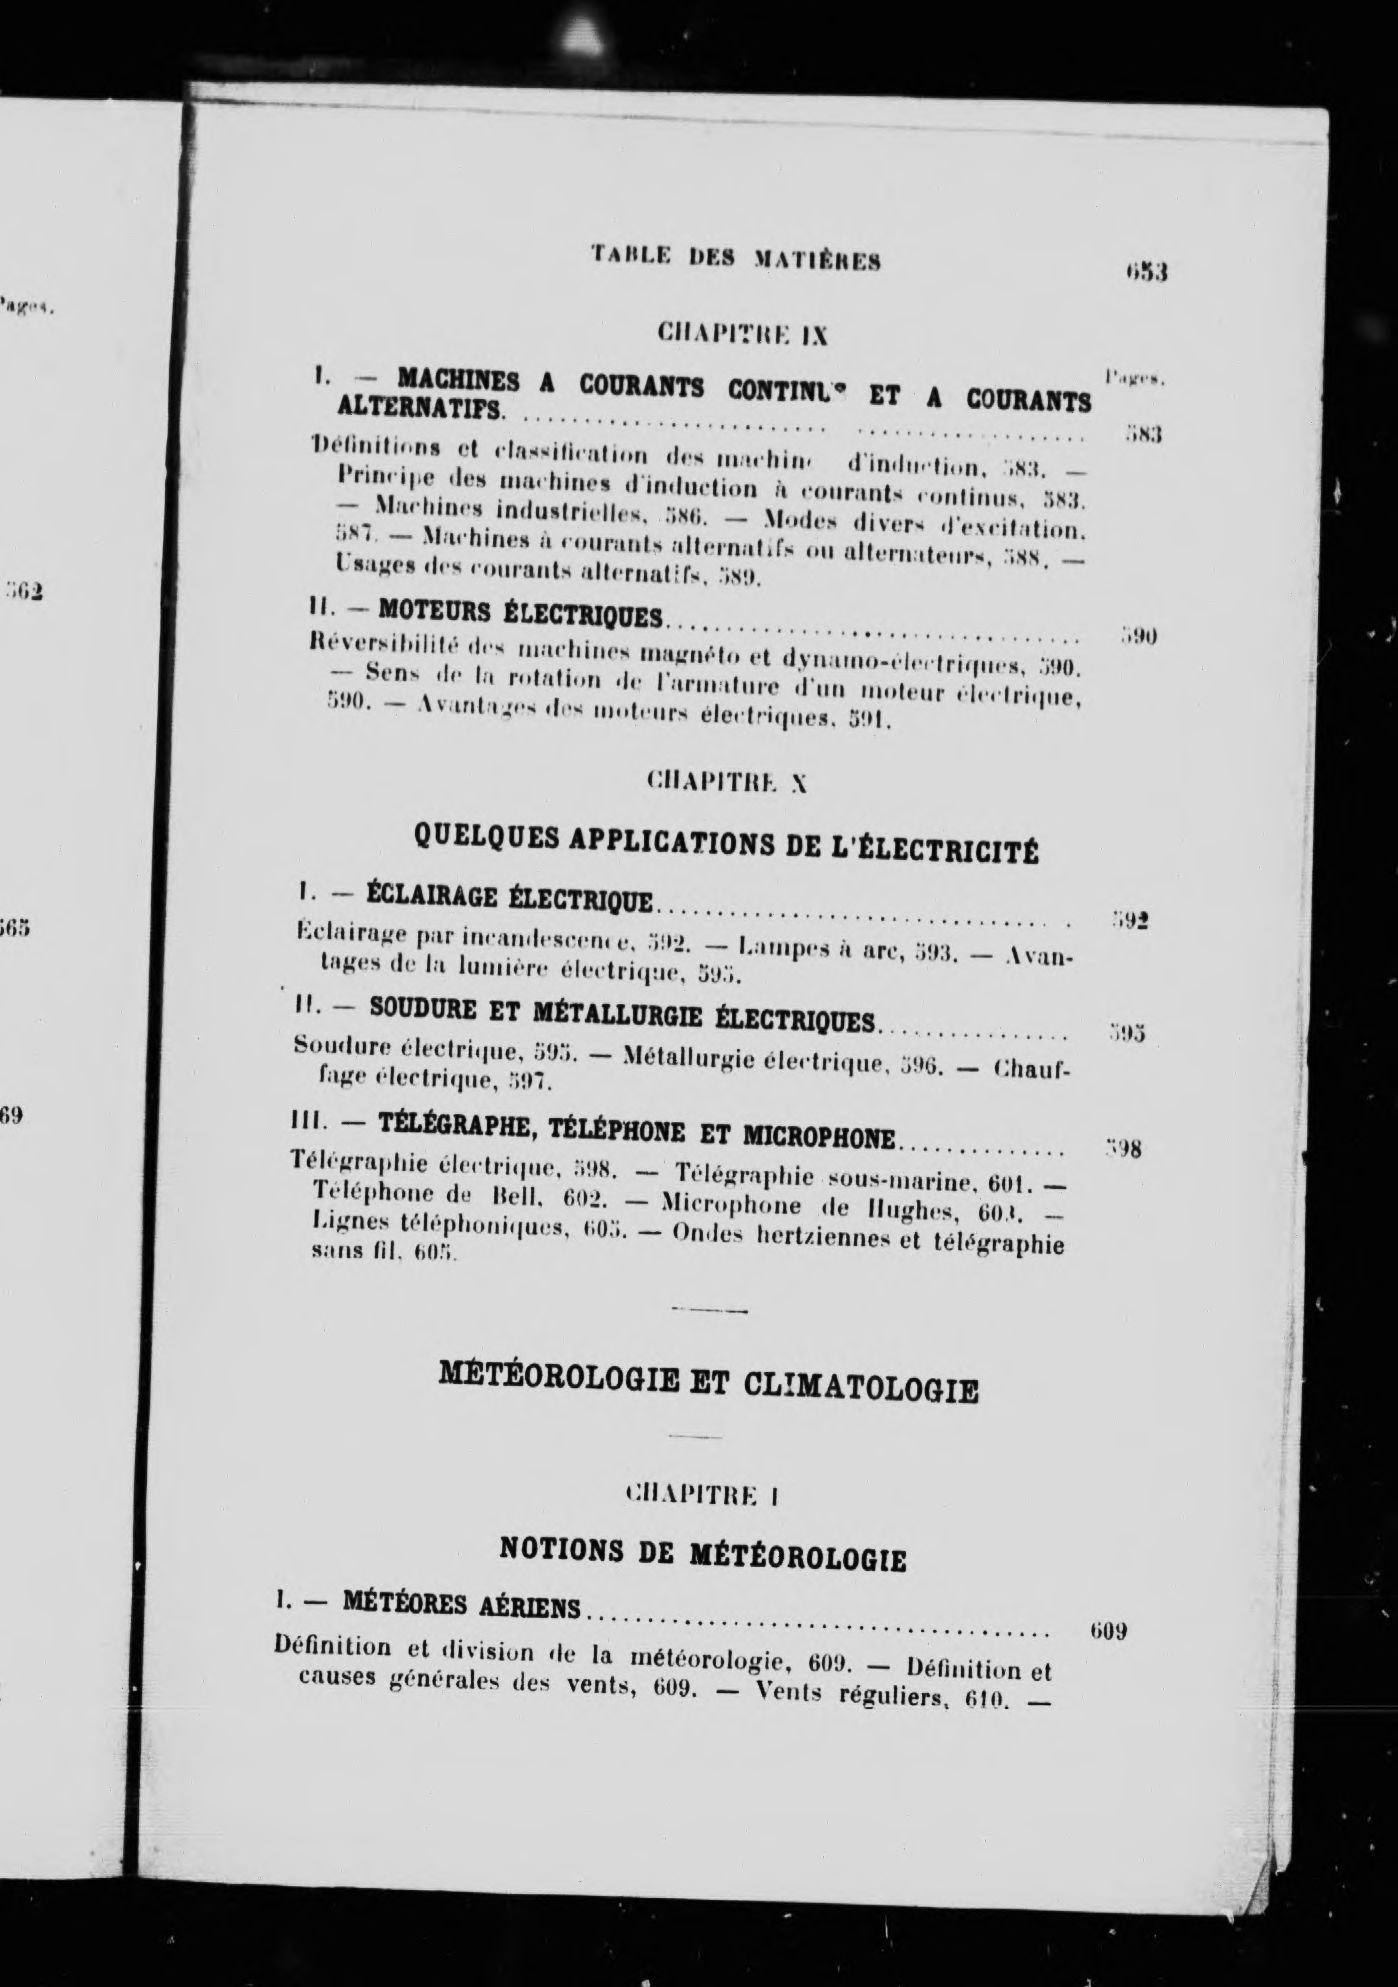 Pages.
562
565
69
TABLE DES MATIÈRES 653
CHAPITRE IX
Pages.
I. — MACHINES A COURANTS CONTINUS ET A COURANTS
ALTERNATIFS. ........ 583
Définitions et classification des machin d'induction, 583. —
Principe des machines d'induction à courants continus, 583.
— Machines industrielles, 586. — Modes divers d'excitation,
587. — Machines à courants alternatifs ou alternateurs, 588. —
Usages des courants alternatifs, 589.
II. — MOTEURS ÉLECTRIQUES........ 590
Réversibilité des machines magnéto et dynamo-électriques, 590.
— Sens de la rotation de l'armature d'un moteur électrique,
590. — Avantages des moteurs électriques, 591.
CHAPITRE X
QUELQUES APPLICATIONS DE L'ÉLECTRICITÉ
I. — ÉCLAIRAGE ÉLECTRIQUE........ 592
Éclairage par incandescence, 592. — Lampes à arc, 593. — Avan-
tages de la lumière électrique, 595.
II. — SOUDURE ET MÉTALLURGIE ÉLECTRIQUES........ 595
Soudure électrique, 595. — Métallurgie électrique, 596. — Chauf-
fage électrique, 597.
III. — TÉLÉGRAPHE, TÉLÉPHONE ET MICROPHONE........ 598
Télégraphie électrique, 598. — Télégraphie sous-marine, 601. —
Téléphone de Bell, 602. — Microphone de Hughes, —
Lignes téléphoniques, 605. — Ondes hertziennes et télégraphie
sans fil, 605.
MÉTÉOROLOGIE ET CLIMATOLOGIE
CHAPITRE I
NOTIONS DE MÉTÉOROLOGIE
I. — MÉTÉORES AÉRIENS........ 609
Définition et division de la météorologie, 609. — Définition et
causes générales des vents, 609. — Vents réguliers, 610. —